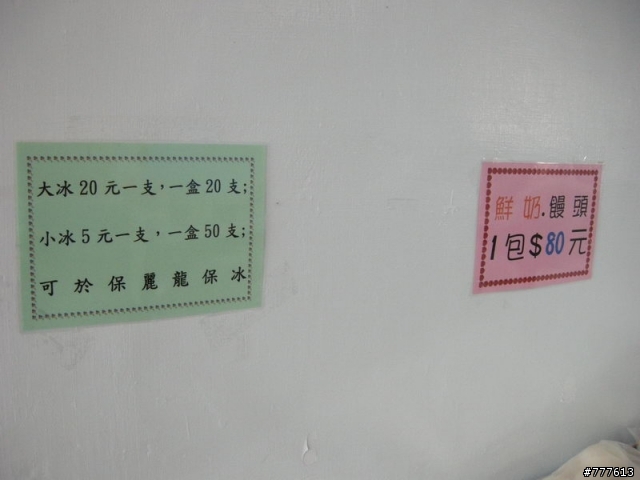 大冰 20 元一支，一盒 20 支;
小冰 5 元一支，一盒 50 支;
可於保麗龍保冰
鮮奶.饅頭
1包$80元
#777613